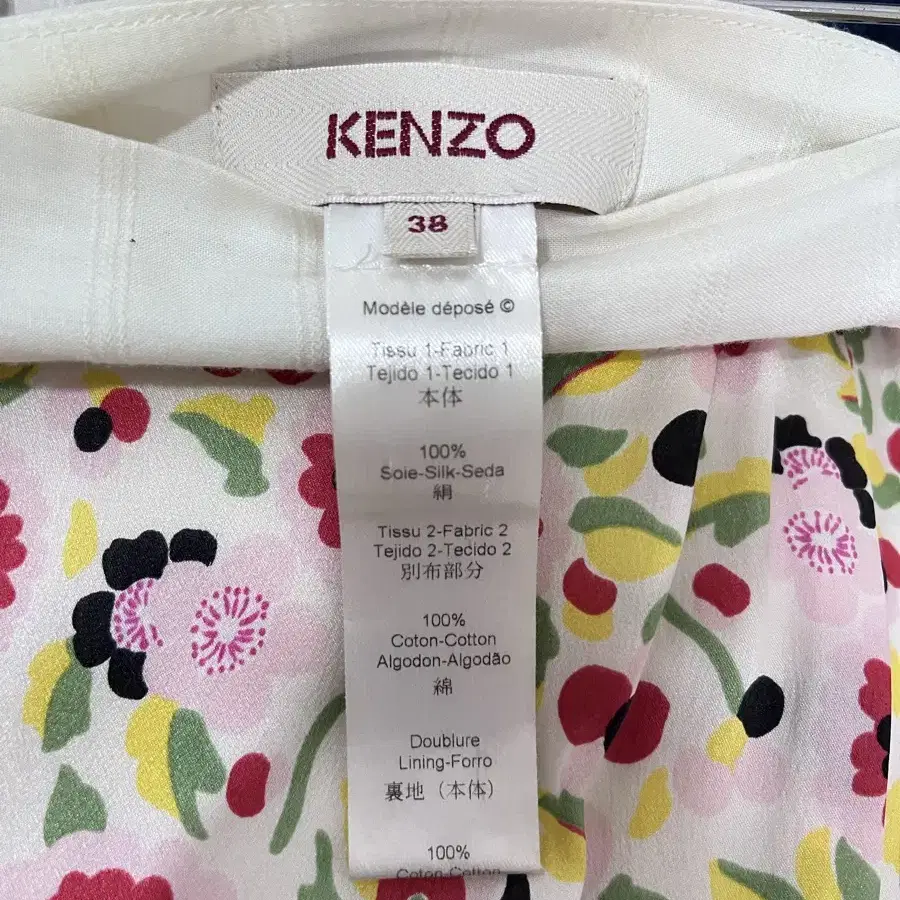 KENZO
38
Modèle déposé ©
Tissu 1-Fabric 1
Tejido 1-Tecido 1
本体
100%
Soie-Silk-Seda
絹
Tissu 2-Fabric 2
Tejido 2-Tecido 2
別布部分
100%
Coton-Cotton
Algodon-Algodão
綿
Doublure
Lining-Forro
裏地（本体）
100%
Coton-Cotton